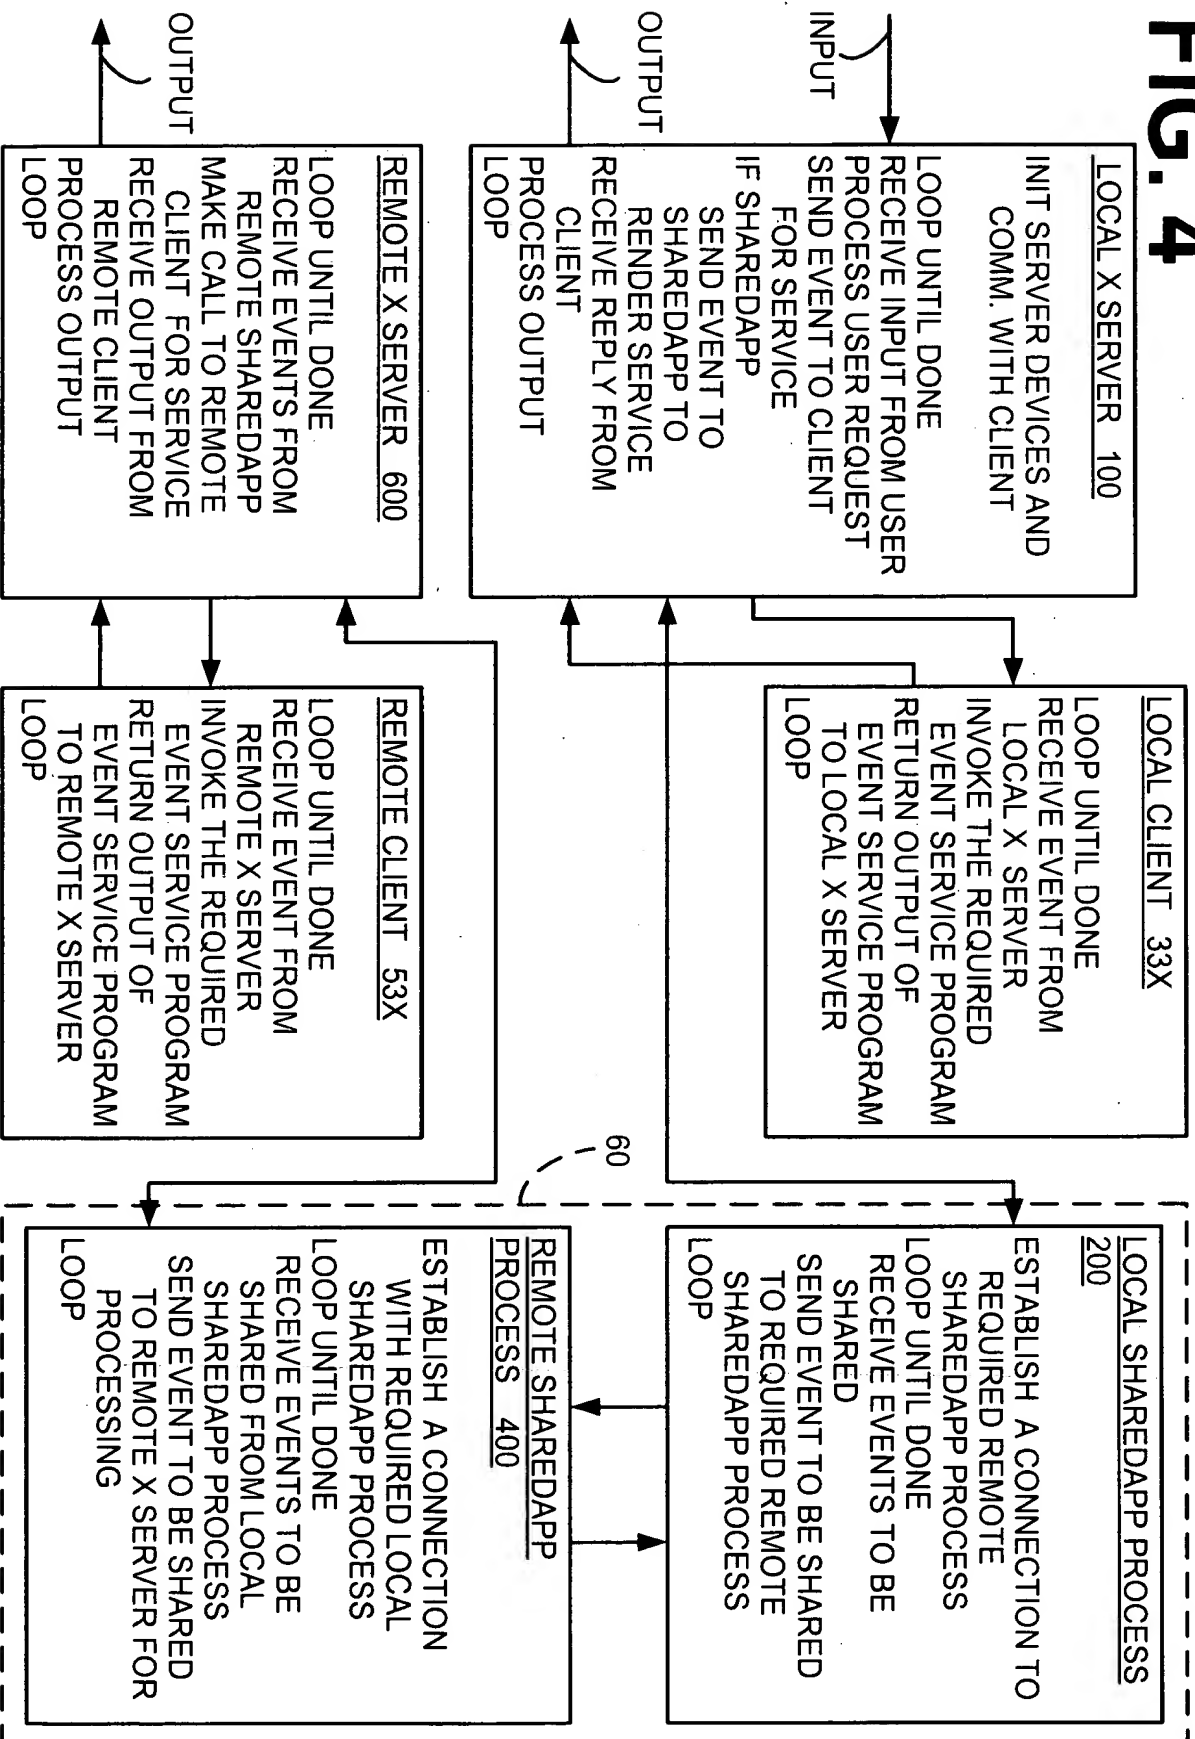 FIG. 4
INPUT
OUTPUT
LOCAL X SERVER 100
INIT SERVER DEVICES AND
COMM. WITH CLIENT
LOOP UNTIL DONE
RECEIVE INPUT FROM USER
PROCESS USER REQUEST
SEND EVENT TO CLIENT
FOR SERVICE
IF SHAREDAPP
SEND EVENT TO
SHAREDAPP TO
RENDER SERVICE
RECEIVE REPLY FROM
CLIENT
PROCESS OUTPUT
LOOP
LOCAL CLIENT 33X
LOOP UNTIL DONE
RECEIVE EVENT FROM
LOCAL X SERVER
INVOKE THE REQUIRED
EVENT SERVICE PROGRAM
RETURN OUTPUT OF
EVENT SERVICE PROGRAM
TO LOCAL X SERVER
LOOP
LOCAL SHAREDAPP PROCESS
200
ESTABLISH A CONNECTION TO
REQUIRED REMOTE
SHAREDAPP PROCESS
LOOP UNTIL DONE
RECEIVE EVENTS TO BE
SHARED
SEND EVENT TO BE SHARED
TO REQUIRED REMOTE
SHAREDAPP PROCESS
LOOP
60
OUTPUT
REMOTE X SERVER 600
LOOP UNTIL DONE
RECEIVE EVENTS FROM
REMOTE SHAREDAPP
MAKE CALL TO REMOTE
CLIENT FOR SERVICE
RECEIVE OUTPUT FROM
REMOTE CLIENT
PROCESS OUTPUT
LOOP
REMOTE CLIENT 53X
LOOP UNTIL DONE
RECEIVE EVENT FROM
REMOTE X SERVER
INVOKE THE REQUIRED
EVENT SERVICE PROGRAM
RETURN OUTPUT OF
EVENT SERVICE PROGRAM
TO REMOTE X SERVER
LOOP
REMOTE SHAREDAPP
PROCESS 400
ESTABLISH A CONNECTION
WITH REQUIRED LOCAL
SHAREDAPP PROCESS
LOOP UNTIL DONE
RECEIVE EVENTS TO BE
SHARED FROM LOCAL
SHAREDAPP PROCESS
SEND EVENT TO BE SHARED
TO REMOTE X SERVER FOR
PROCESSING
LOOP